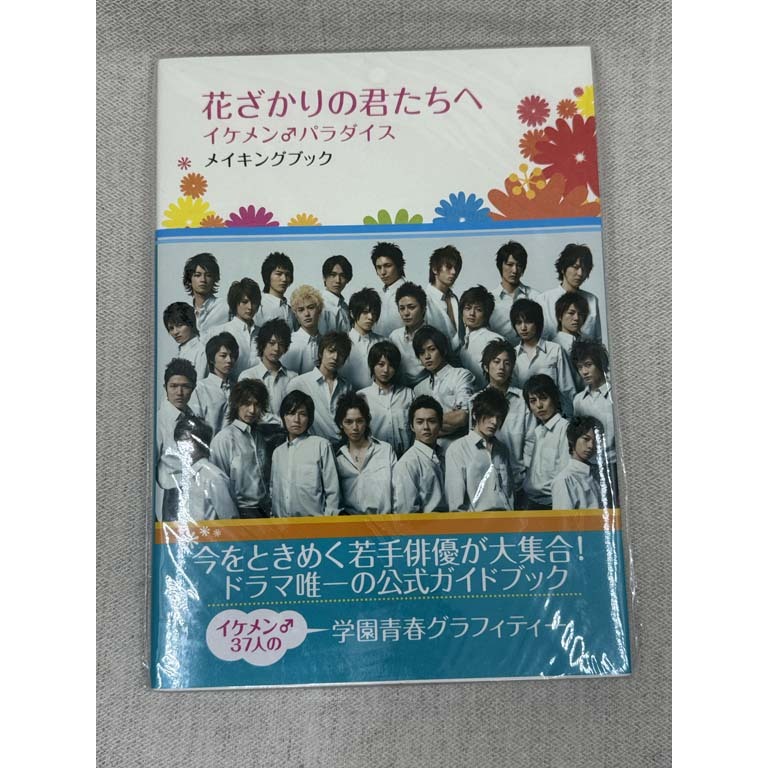 花ざかりの君たちへ
イケメン♂パラダイス
メイキングブック
今をときめく若手俳優が大集合!
ドラマ唯一の公式ガイドブック
イケメン♂
37人の
学園青春グラフィティー